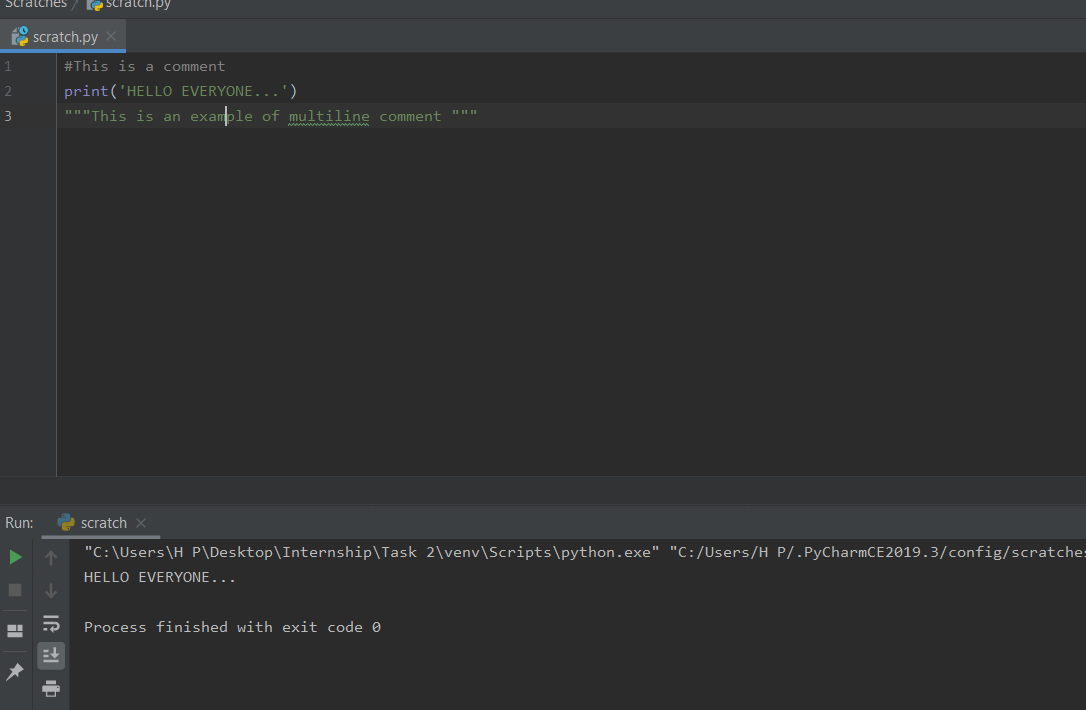 Scratches scratch.py
scratch.py
1 #This is a comment
2 print('HELLO EVERYONE...')
3 """This is an example of multiline comment """
Run: scratch
"C:\Users\H P\Desktop\Internship\Task 2\venv\Scripts\python.exe" "C:/Users/H P/.PyCharmCE2019.3/config/scratches
HELLO EVERYONE...
Process finished with exit code 0